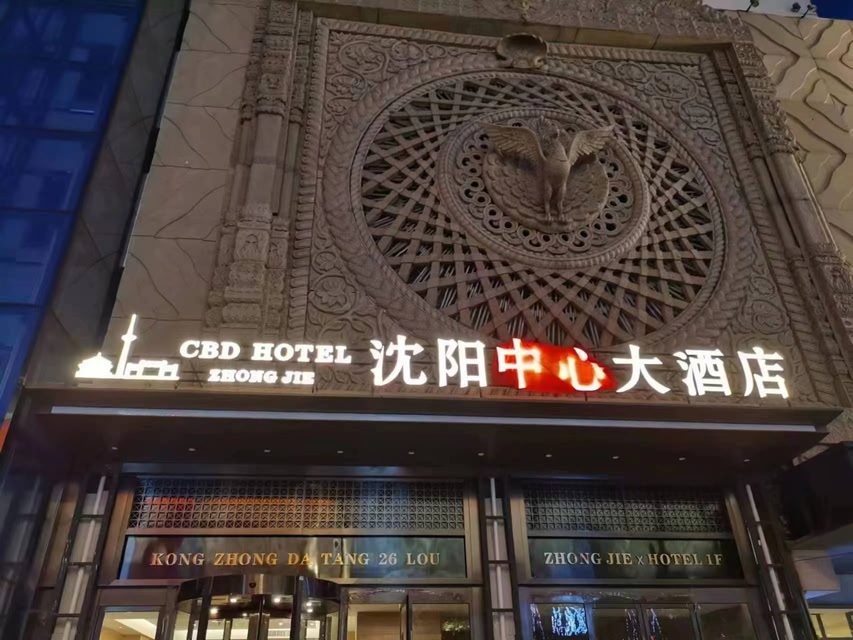 CBD HOTEL
ZHONG JIE
沈阳中心大酒店
KONG ZHONG DA TANG 26 LOU
ZHONG JIE x HOTEL 1F